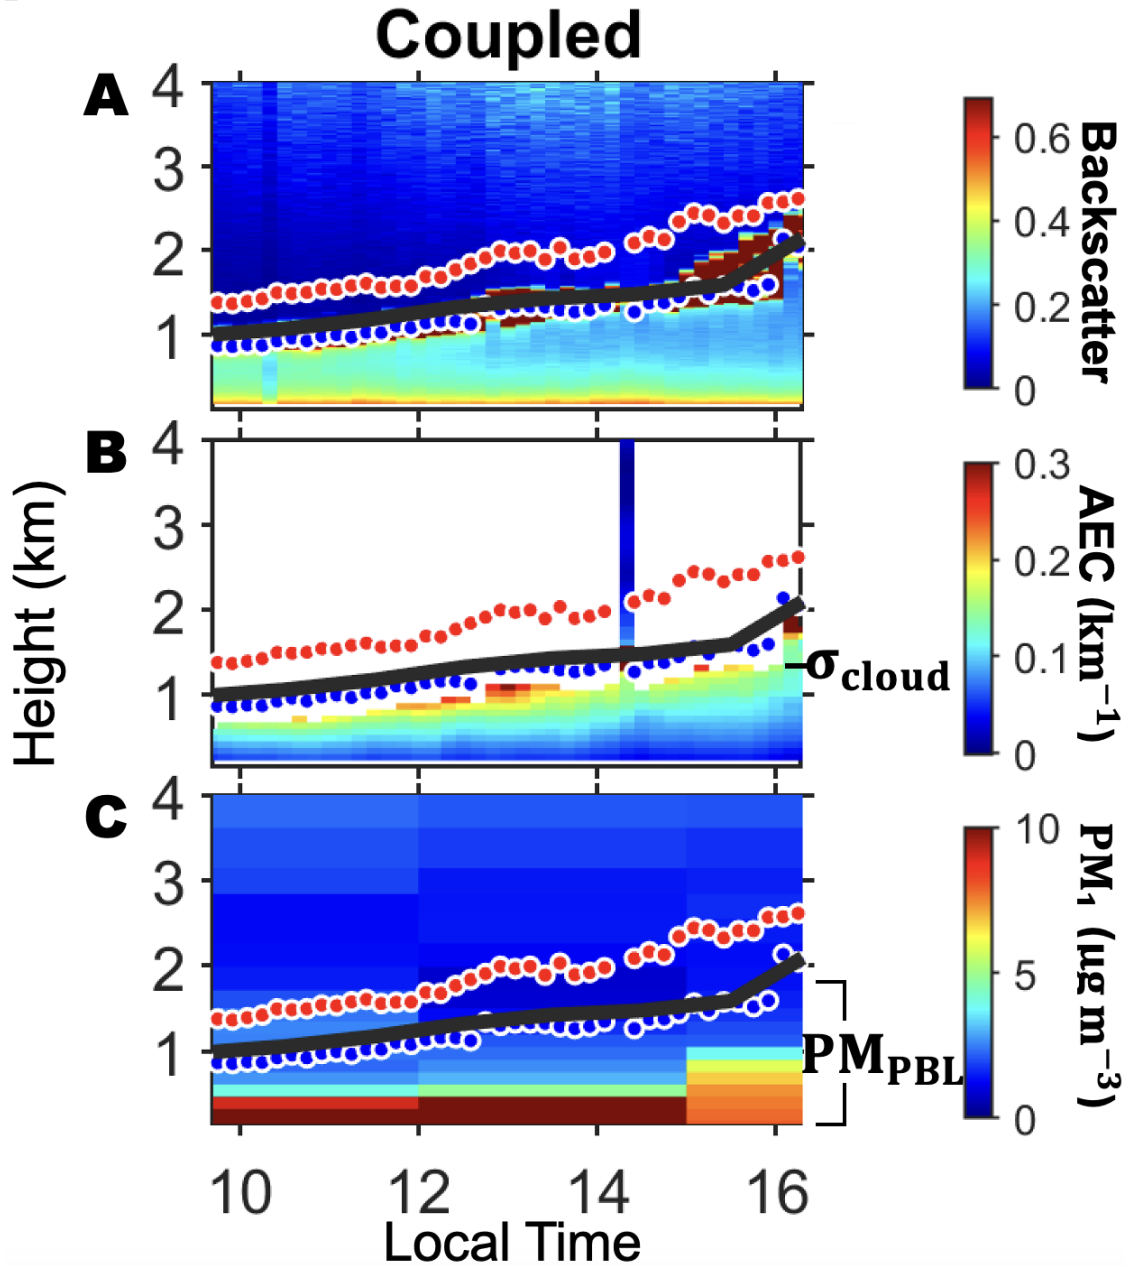 Coupled
A
4
3
2
1
0.6
0.4
0.2
0
Backscatter
B
4
3
2
1
σcloud
0.3
0.2
0.1
0
AEC (km⁻¹)
Height (km)
C
4
3
2
1
PMPBL
10
5
0
PM₁ (μg m⁻³)
10 12 14 16
Local Time